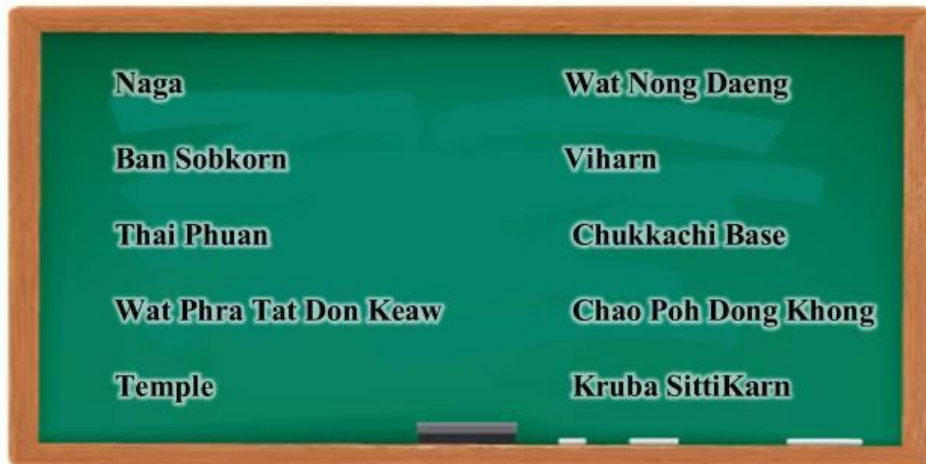 Naga
Wat Nong Daeng
Ban Sobkorn
Viharn
Thai Phuan
Chukkachi Base
Wat Phra Tat Don Keaw
Chao Poh Dong Khong
Temple
Kruba SittiKarn